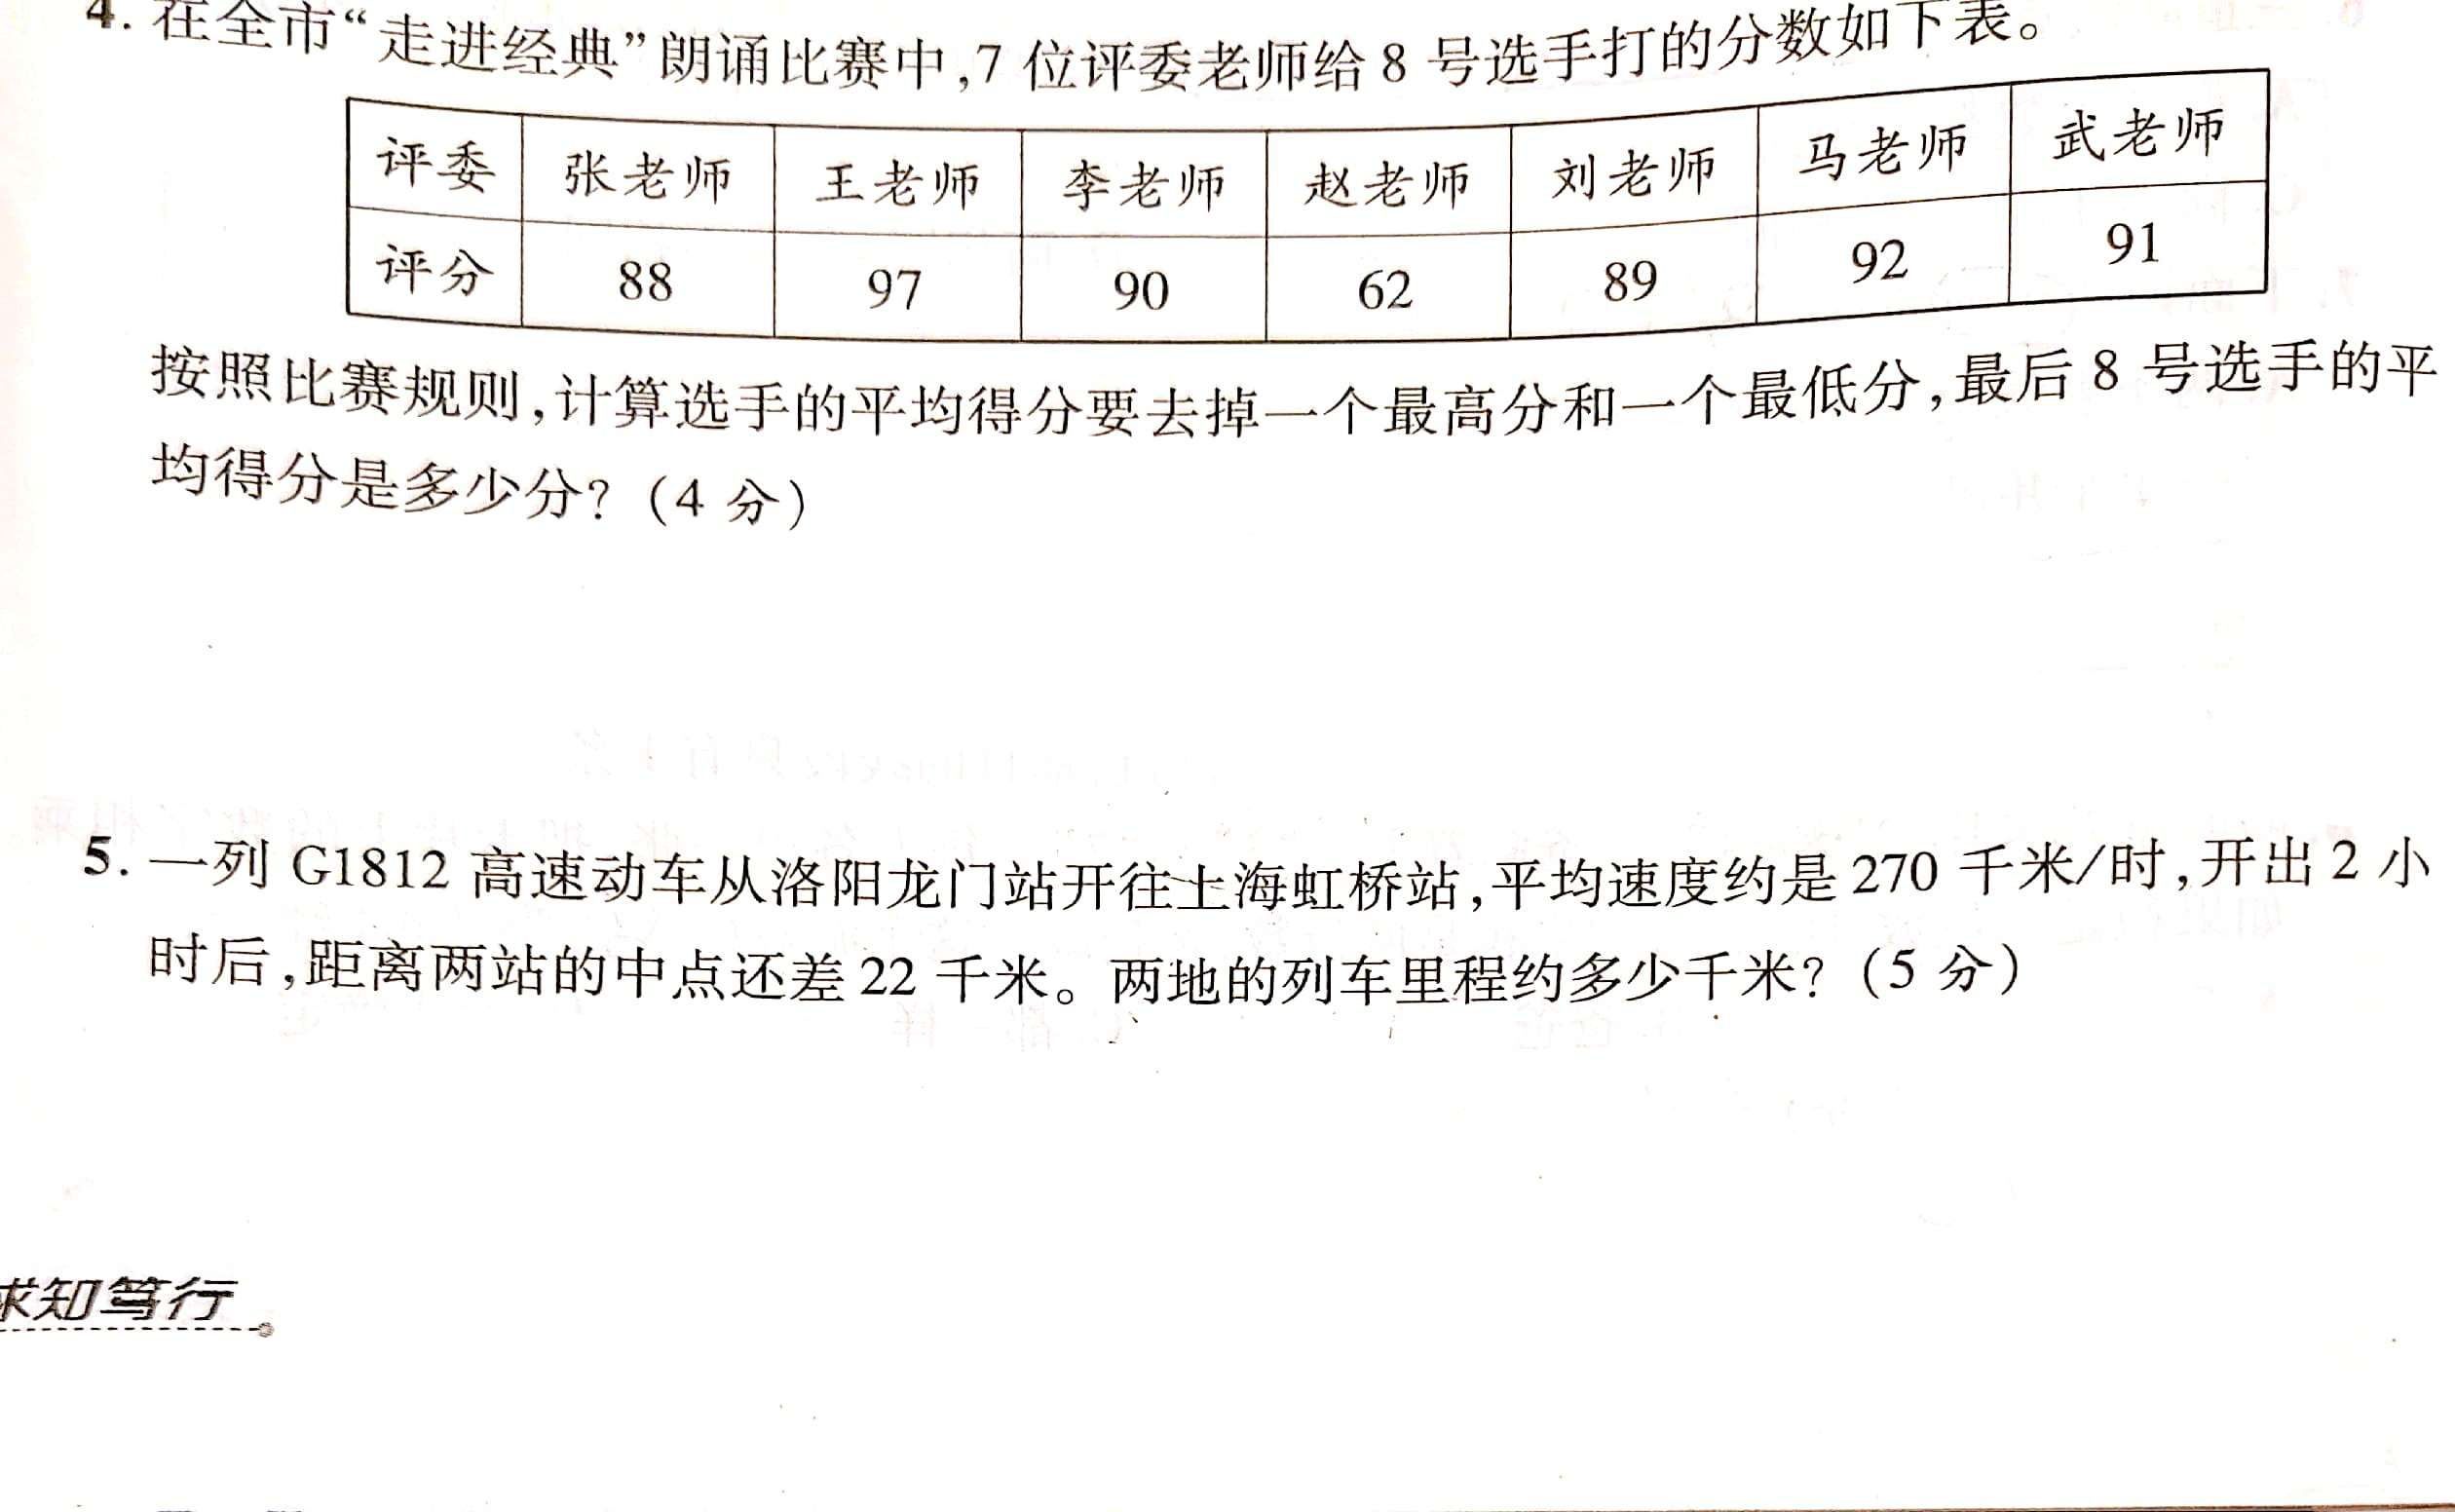 4. 在全市“走进经典”朗诵比赛中,7 位评委老师给 8 号选手打的分数如下表。
评委 张老师 王老师 李老师 赵老师 刘老师 马老师 武老师
评分 88 97 90 62 89 92 91
按照比赛规则,计算选手的平均得分要去掉一个最高分和一个最低分,最后 8 号选手的平
均得分是多少分? (4 分)
5. 一列 G1812 高速动车从洛阳龙门站开往上海虹桥站,平均速度约是 270 千米/时,开出 2 小
时后,距离两站的中点还差 22 千米。两地的列车里程约多少千米? (5 分)
求知笃行